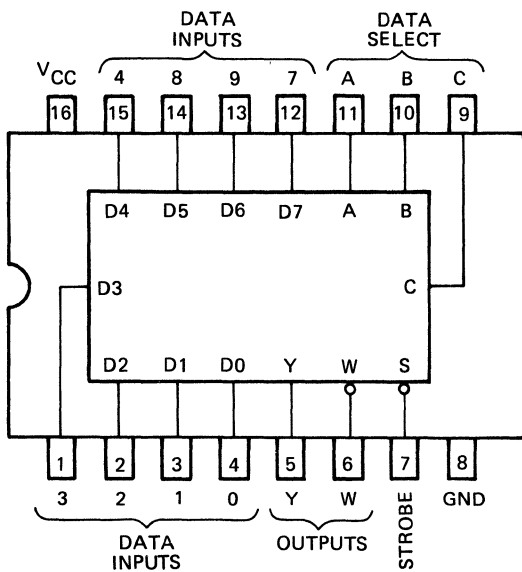 DATA INPUTS
DATA SELECT
VCC 4 8 9 7 A B C
16 15 14 13 12 11 10 9
D4 D5 D6 D7 A B
D3 C
D2 D1 D0 Y W S
1 2 3 4 5 6 7 8
3 2 1 0 Y W STROBE GND
DATA INPUTS
OUTPUTS